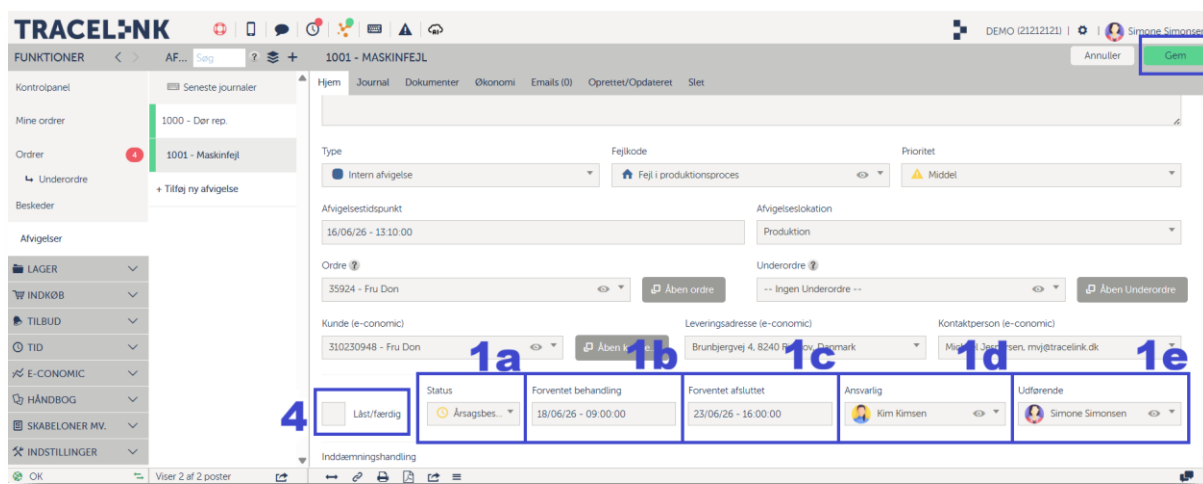 TRACELINK
DEMO (21212121)
Simone Simonsen
FUNKTIONER
AF...
Søg
?
1001 - MASKINFEJL
Annuller
Gem
Kontrolpanel
Mine ordrer
Ordrer
4
Underordre
Beskeder
Afvigelser
LAGER
INDKØB
TILBUD
TID
E-CONOMIC
HÅNDBOG
SKABELONER MV.
INDSTILLINGER
OK
Seneste journaler
1000 - Dør rep.
1001 - Maskinfejl
+ Tilføj ny afvigelse
Viser 2 af 2 poster
Hjem Journal Dokumenter Økonomi Emails (0) Oprettet/Opdateret Slet
Type Fejlkode Prioritet
Intern afvigelse Fejl i produktionsproces Middel
Afvigelsestidspunkt Afvigelseslokation
16/06/26 - 13:10:00 Produktion
Ordre ? Underordre ?
35924 - Fru Don Åben ordre -- Ingen Underordre -- Åben Underordre
Kunde (e-conomic) Leveringsadresse (e-conomic) Kontaktperson (e-conomic)
310230948 - Fru Don Åben Brunbjergvej 4, 8240 mvj@tracelink.dk
1a 1b 1c 1d 1e
Status Forventet behandling Forventet afsluttet Ansvarlig Udførende
4 Låst/færdig Årsagsbes... 18/06/26 - 09:00:00 23/06/26 - 16:00:00 Kim Kimsen Simone Simonsen
Inddæmningshandling